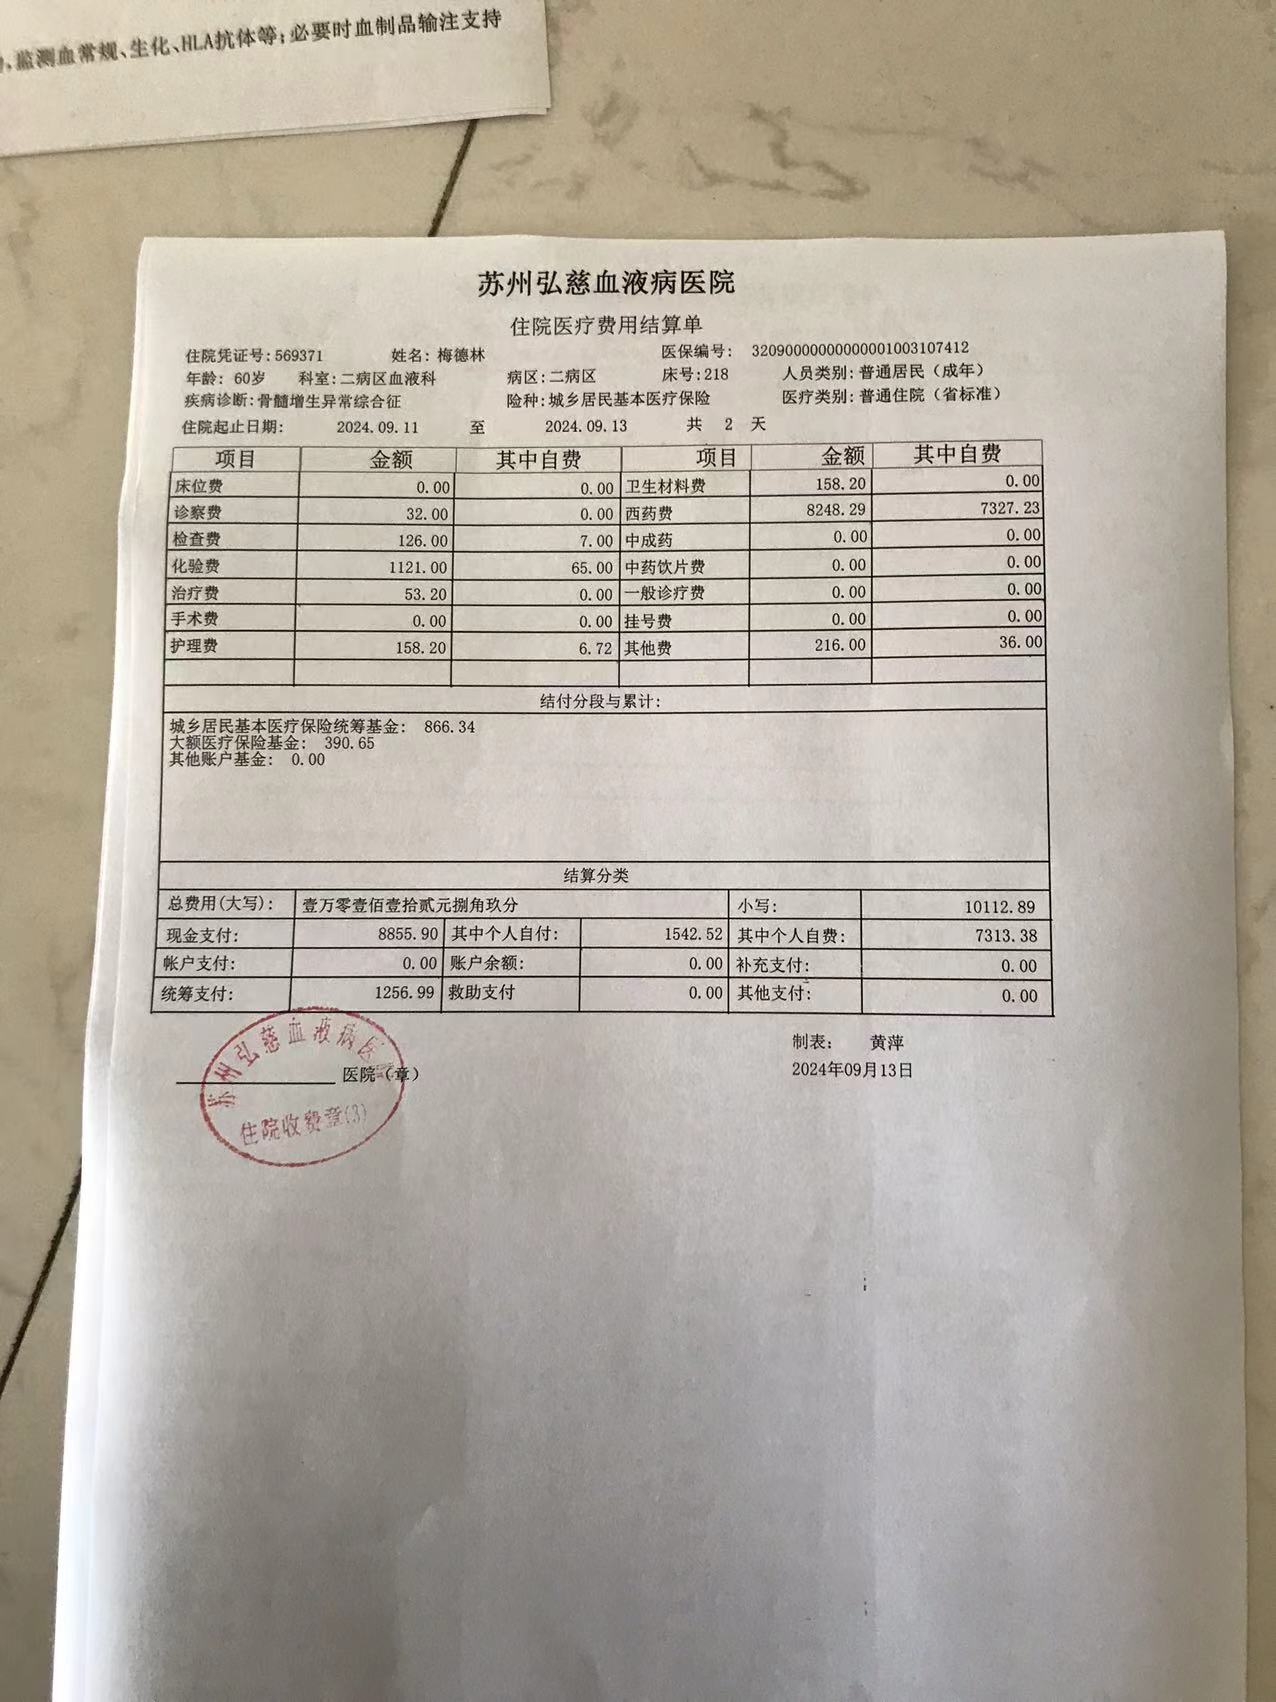 、监测血常规、生化、HLA抗体等；必要时血制品输注支持
苏州弘慈血液病医院
住院医疗费用结算单
住院凭证号：569371 姓名：梅德林 医保编号： 32090000000000001003107412
年龄： 60岁 科室：二病区血液科 病区：二病区 床号：218 人员类别：普通居民（成年）
疾病诊断：骨髓增生异常综合征 险种：城乡居民基本医疗保险 医疗类别：普通住院（省标准）
住院起止日期： 2024.09.11 至 2024.09.13 共 2 天
项目 金额 其中自费 项目 金额 其中自费
床位费 0.00 0.00 卫生材料费 158.20 0.00
诊察费 32.00 0.00 西药费 8248.29 7327.23
检查费 126.00 7.00 中成药 0.00 0.00
化验费 1121.00 65.00 中药饮片费 0.00 0.00
治疗费 53.20 0.00 一般诊疗费 0.00 0.00
手术费 0.00 0.00 挂号费 0.00 0.00
护理费 158.20 6.72 其他费 216.00 36.00
结付分段与累计：
城乡居民基本医疗保险统筹基金： 866.34
大额医疗保险基金： 390.65
其他账户基金： 0.00
结算分类
总费用(大写)： 壹万零壹佰壹拾贰元捌角玖分 小写： 10112.89
现金支付： 8855.90 其中个人自付： 1542.52 其中个人自费： 7313.38
帐户支付： 0.00 账户余额： 0.00 补充支付： 0.00
统筹支付： 1256.99 救助支付 0.00 其他支付： 0.00
制表： 黄萍
医院（章） 2024年09月13日
苏州弘慈血液病医
住院收费章(3)